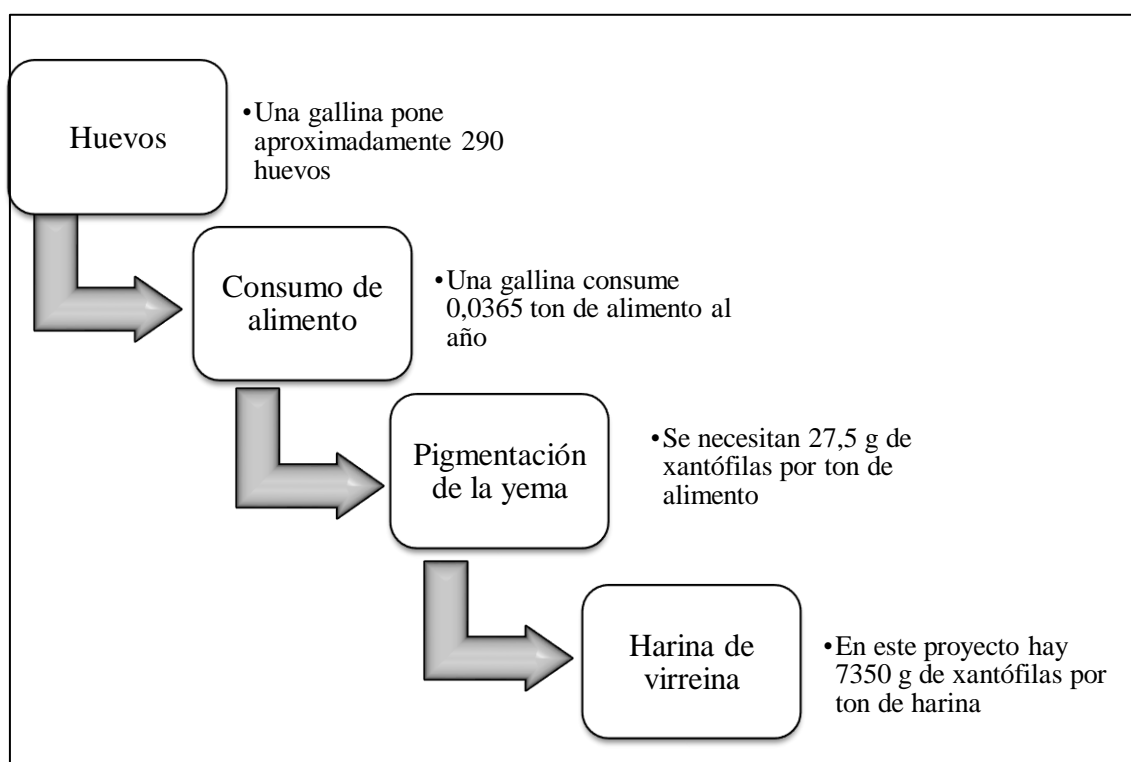 Huevos
•Una gallina pone
aproximadamente 290
huevos
Consumo de
alimento
•Una gallina consume
0,0365 ton de alimento al
año
Pigmentación
de la yema
•Se necesitan 27,5 g de
xantófilas por ton de
alimento
Harina de
virreina
•En este proyecto hay
7350 g de xantófilas por
ton de harina